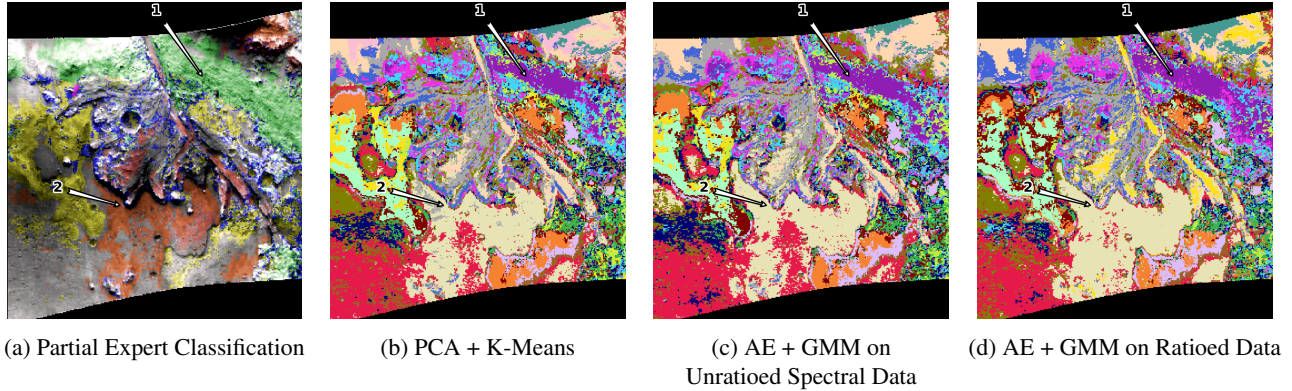 1
2
1
2
1
2
1
2
(a) Partial Expert Classification
(b) PCA + K-Means
(c) AE + GMM on
Unratioed Spectral Data
(d) AE + GMM on Ratioed Data